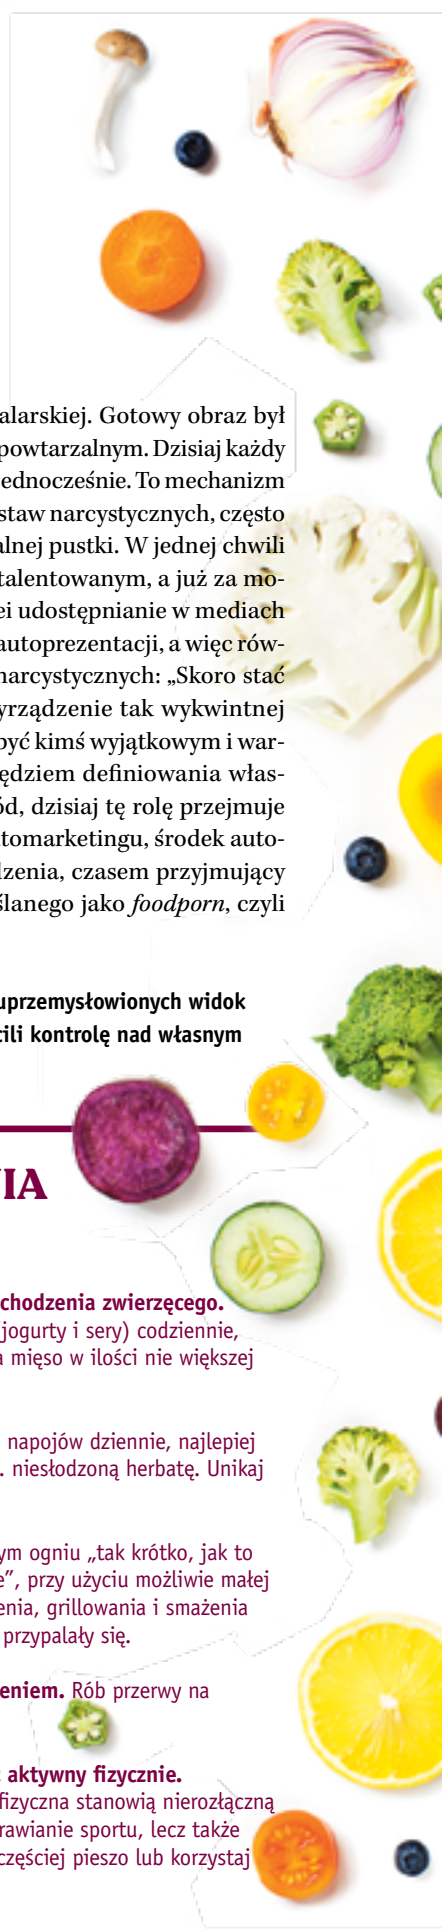 alarskiej. Gotowy obraz był
powtarzalnym. Dzisiaj każdy
ednocześnie. To mechanizm
staw narcystycznych, często
alnej pustki. W jednej chwili
talentowanym, a już za mo-
ei udostępnianie w mediach
autoprezentacji, a więc rów-
narcystycznych: „Skoro stać
yrządzenie tak wykwintnej
być kimś wyjątkowym i war-
ędziem definiowania włas-
ód, dzisiaj tę rolę przejmuje
tomarketingu, środek auto-
dzenia, czasem przyjmujący
ślanego jako foodporn, czyli
uprzemysłowionych widok
cili kontrolę nad własnym
IA
chodzenia zwierzęcego.
jogurty i sery) codziennie,
a mięso w ilości nie większej
napojów dziennie, najlepiej
. niesłodzoną herbatę. Unikaj
ym ogniu „tak krótko, jak to
e”, przy użyciu możliwie małej
enia, grillowania i smażenia
przypalały się.
eniem. Rób przerwy na
aktywny fizycznie.
fizyczna stanowią nierozłączną
rawianie sportu, lecz także
częściej pieszo lub korzystaj